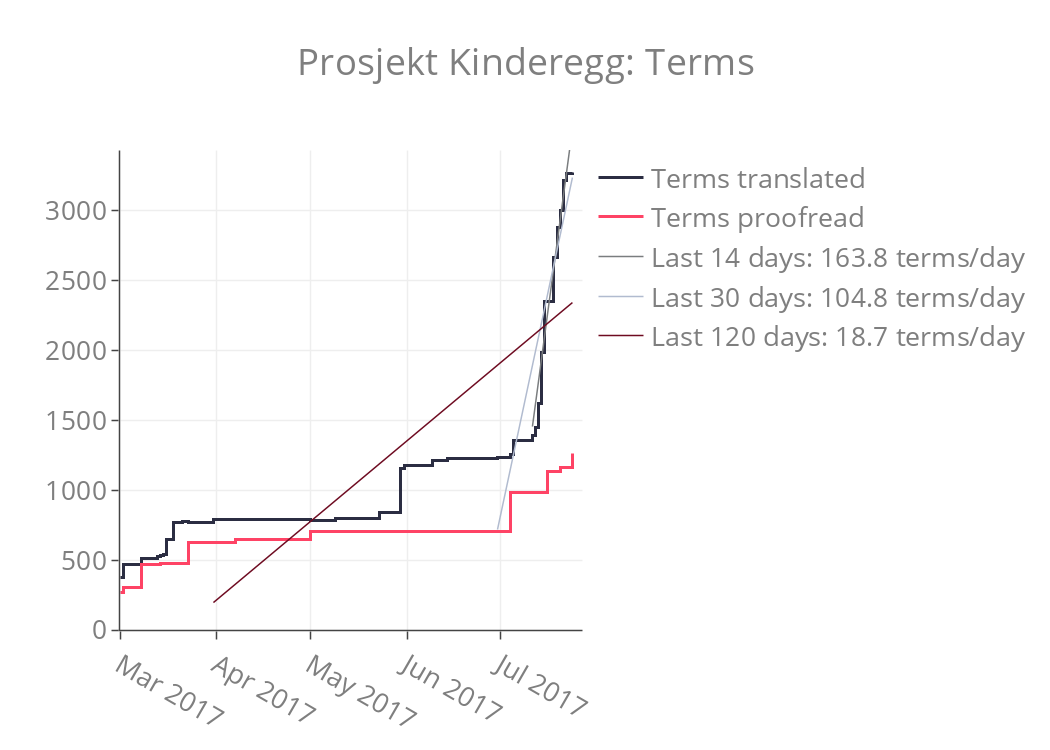 Prosjekt Kinderegg: Terms
Terms translated
Terms proofread
Last 14 days: 163.8 terms/day
Last 30 days: 104.8 terms/day
Last 120 days: 18.7 terms/day
3000
2500
2000
1500
1000
500
0
Mar 2017
Apr 2017
May 2017
Jun 2017
Jul 2017